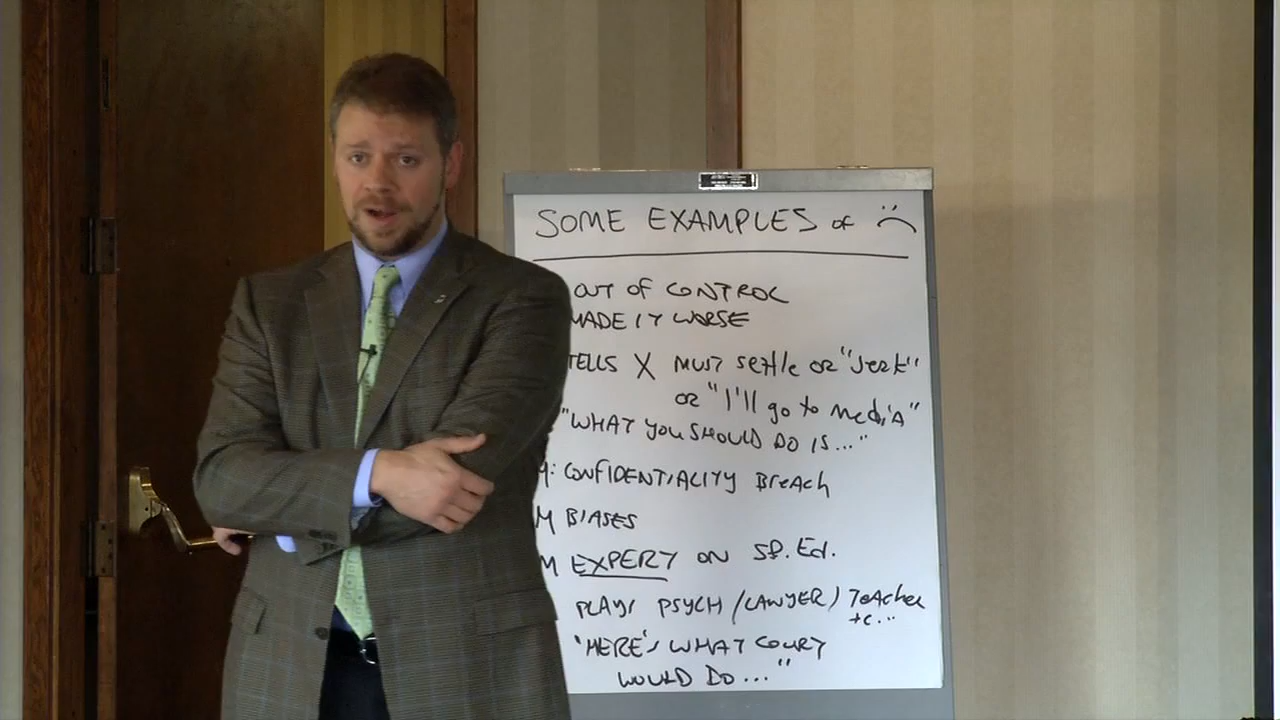 SOME EXAMPLES of
OUT OF CONTROL
MADE IT WORSE
TELLS X MUST settle or "Jerk"
or "I'll go to media"
"WHAT YOU SHOULD DO IS..."
M: CONFIDENTIALITY Breach
M BIASES
M EXPERT ON SP. Ed.
PLAYS PSYCH / LAWYER / Teacher
tc...
"HERE'S WHAT COURT
WOULD DO..."